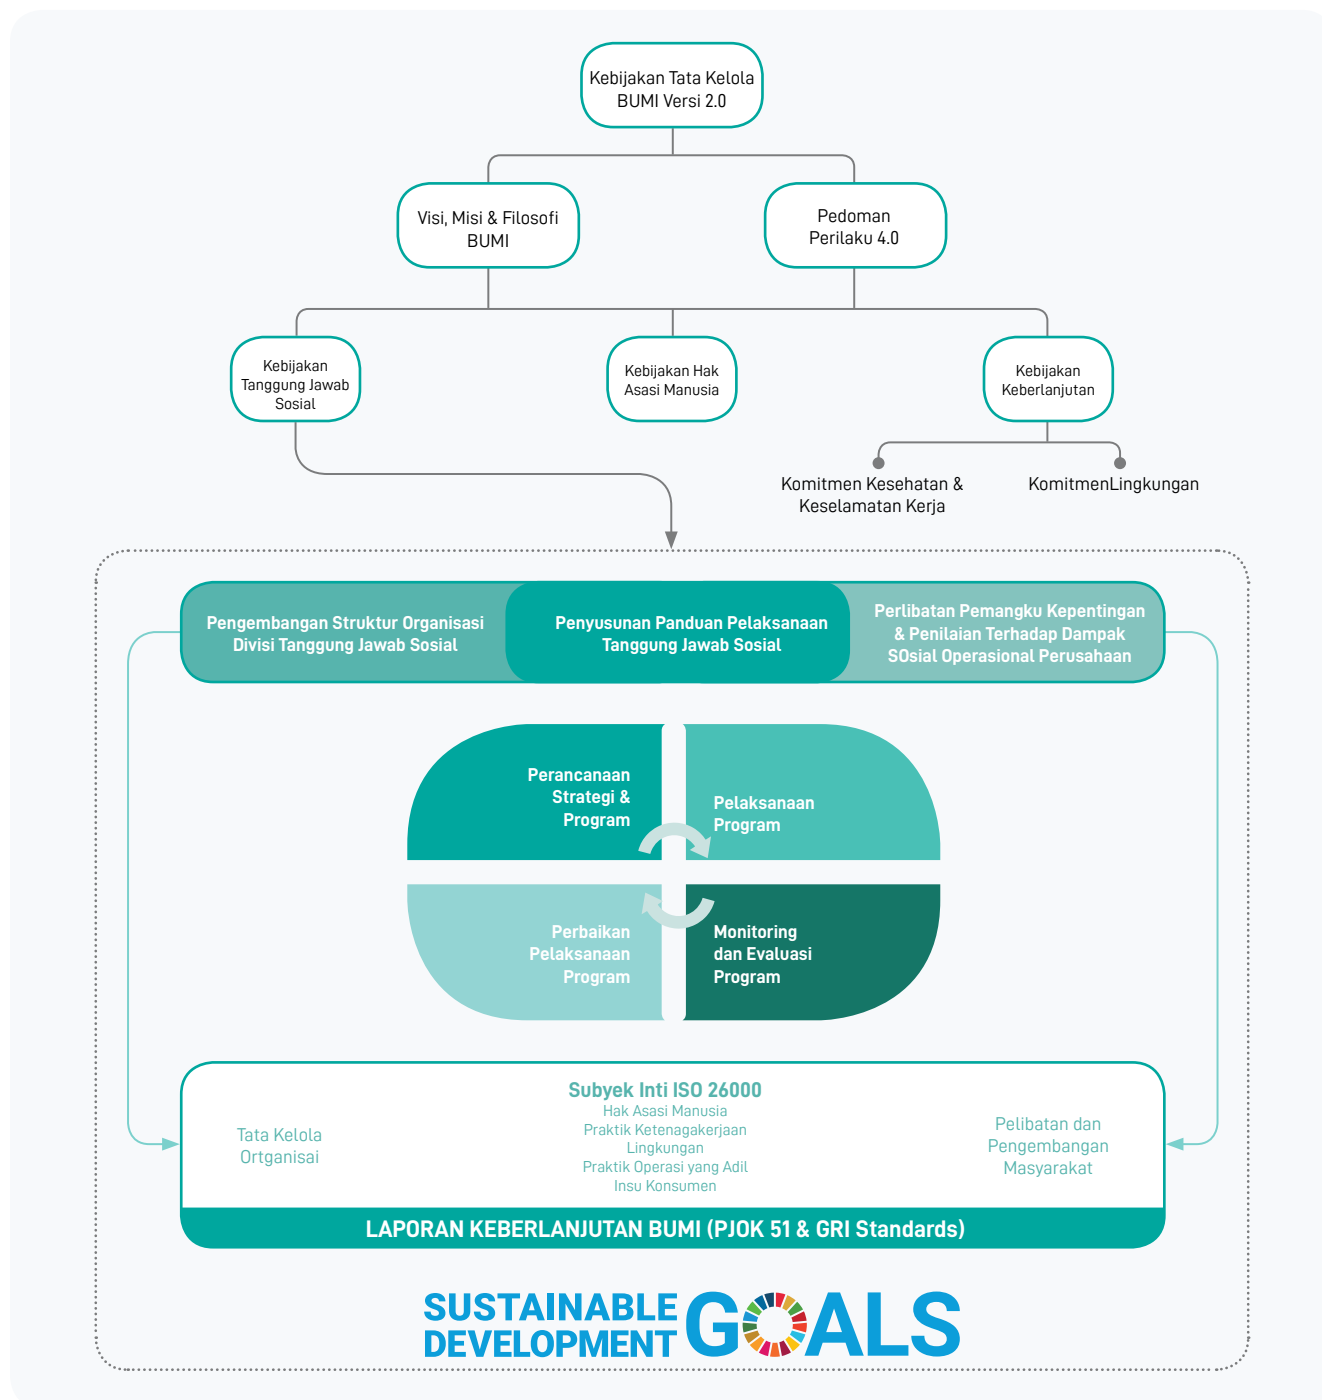 Kebijakan Tata Kelola
BUMI Versi 2.0
Visi, Misi & Filosofi
BUMI
Pedoman
Perilaku 4.0
Kebijakan
Tanggung Jawab
Sosial
Kebijakan Hak
Asasi Manusia
Kebijakan
Keberlanjutan
Komitmen Kesehatan &
Keselamatan Kerja
KomitmenLingkungan
Pengembangan Struktur Organisasi
Divisi Tanggung Jawab Sosial
Penyusunan Panduan Pelaksanaan
Tanggung Jawab Sosial
Perlibatan Pemangku Kepentingan
& Penilaian Terhadap Dampak
SOsial Operasional Perusahaan
Perancanaan
Strategi &
Program
Pelaksanaan
Program
Perbaikan
Pelaksanaan
Program
Monitoring
dan Evaluasi
Program
Tata Kelola
Ortganisai
Subyek Inti ISO 26000
Hak Asasi Manusia
Praktik Ketenagakerjaan
Lingkungan
Praktik Operasi yang Adil
Insu Konsumen
Pelibatan dan
Pengembangan
Masyarakat
LAPORAN KEBERLANJUTAN BUMI (PJOK 51 & GRI Standards)
SUSTAINABLE
DEVELOPMENT
GOALS